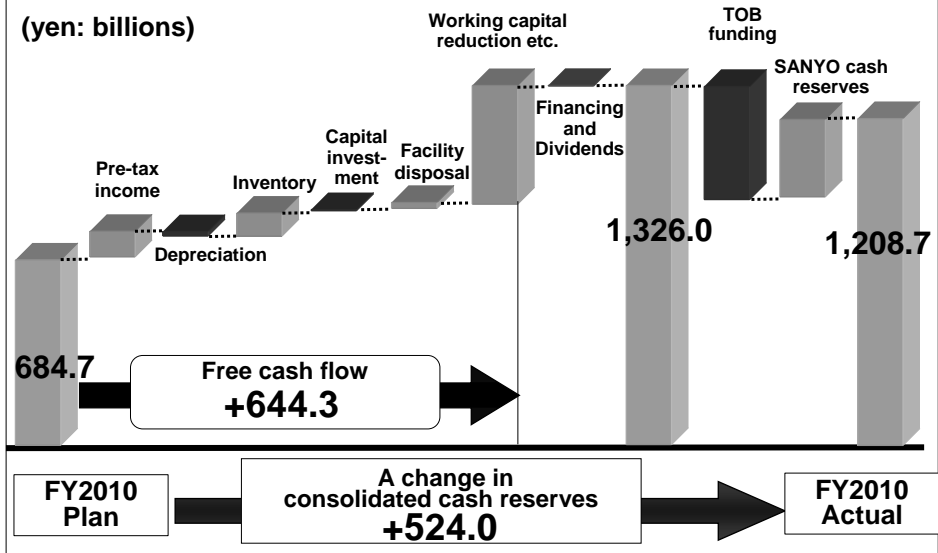 (yen: billions)
Pre-tax
income
Depreciation
Inventory
Capital
invest-
ment
Facility
disposal
Working capital
reduction etc.
Financing
and
Dividends
TOB
funding
SANYO cash
reserves
684.7
1,326.0
1,208.7
Free cash flow
+644.3
FY2010
Plan
A change in
consolidated cash reserves
+524.0
FY2010
Actual